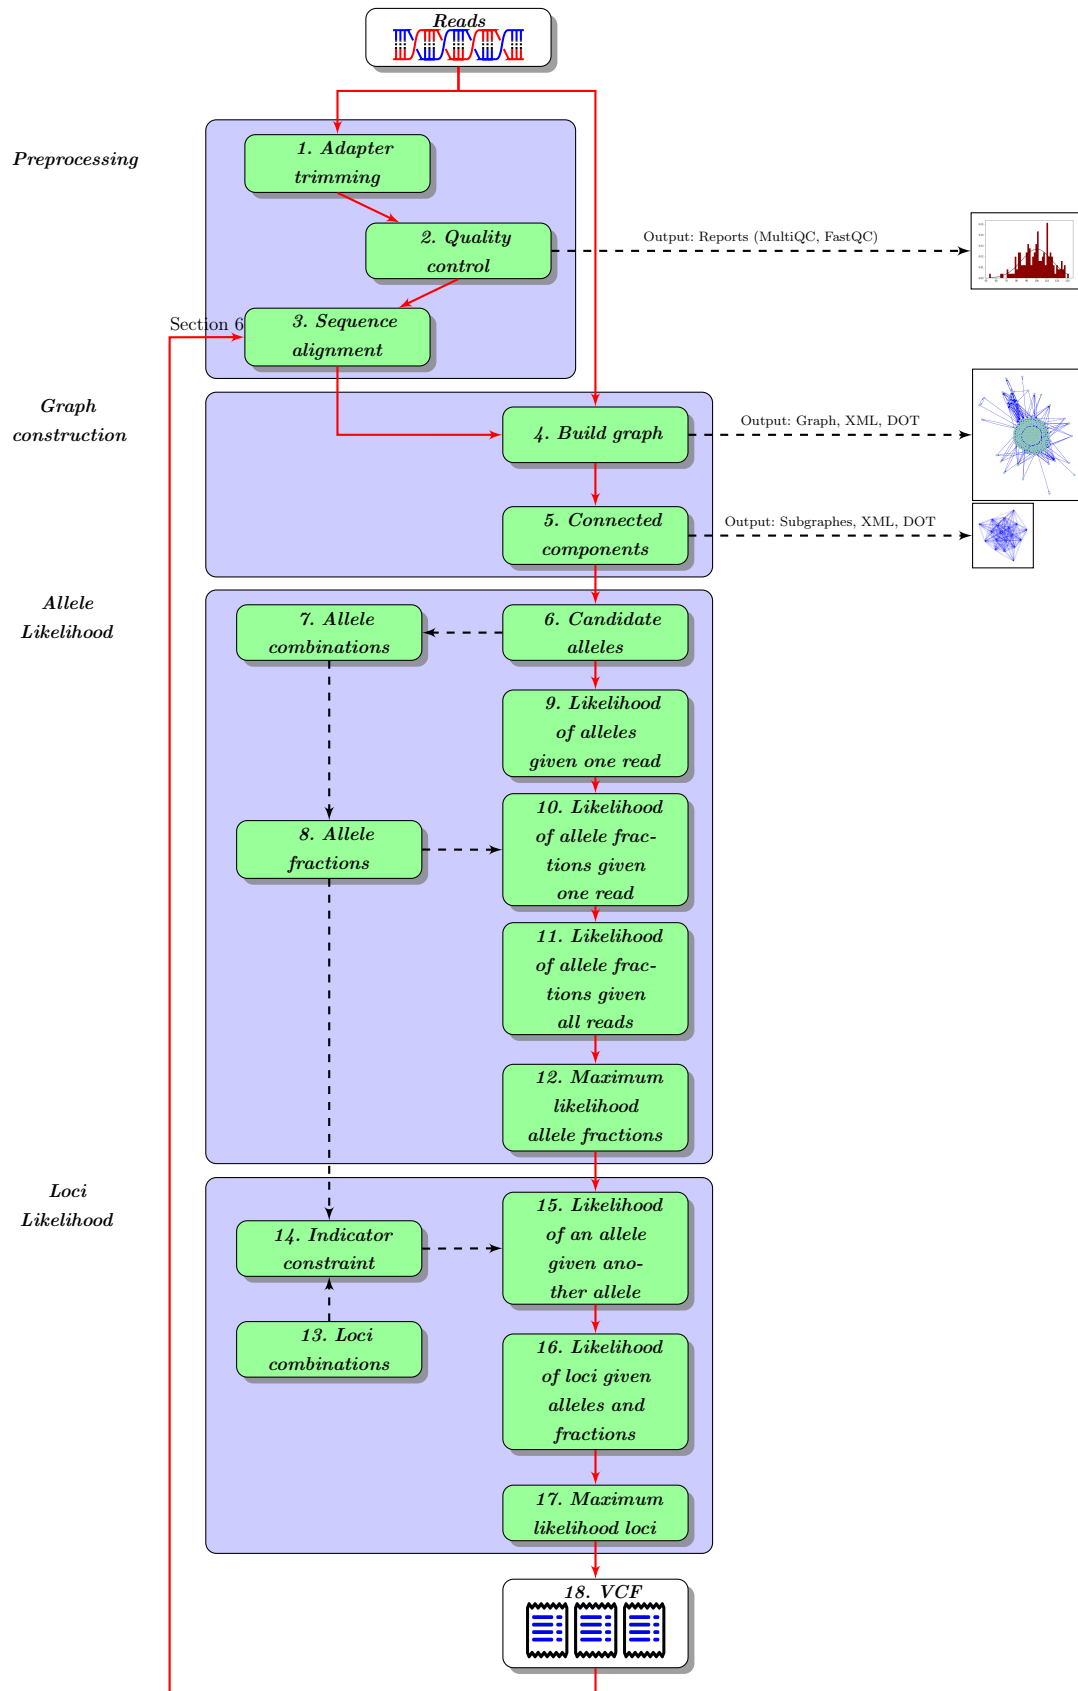 Reads
Preprocessing
1. Adapter
trimming
2. Quality
control
Output: Reports (MultiQC, FastQC)
Section 6
3. Sequence
alignment
Graph
construction
4. Build graph
Output: Graph, XML, DOT
5. Connected
components
Output: Subgraphes, XML, DOT
Allele
Likelihood
7. Allele
combinations
6. Candidate
alleles
9. Likelihood
of alleles
given one read
8. Allele
fractions
10. Likelihood
of allele frac-
tions given
one read
11. Likelihood
of allele frac-
tions given
all reads
12. Maximum
likelihood
allele fractions
Loci
Likelihood
14. Indicator
constraint
15. Likelihood
of an allele
given ano-
ther allele
13. Loci
combinations
16. Likelihood
of loci given
alleles and
fractions
17. Maximum
likelihood loci
18. VCF